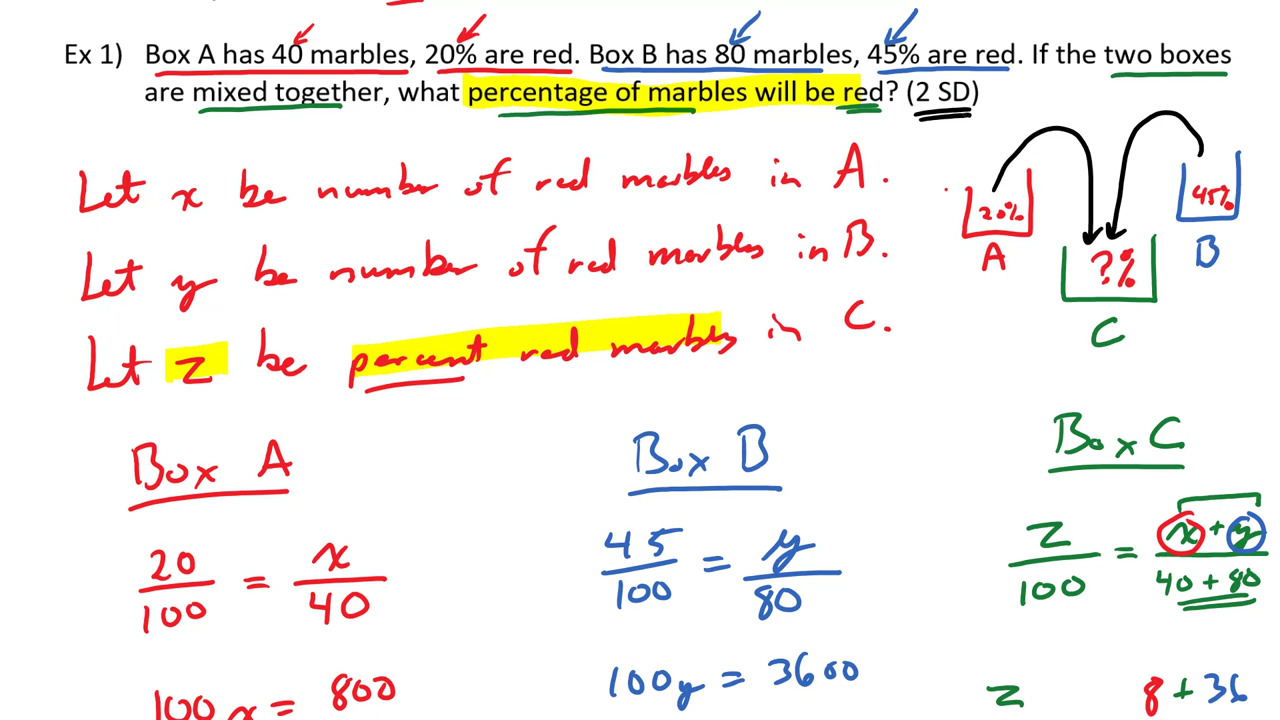 Ex 1) Box A has 40 marbles, 20% are red. Box B has 80 marbles, 45% are red. If the two boxes
are mixed together, what percentage of marbles will be red? (2 SD)
Let x be number of red marbles in A.
Let y be number of red marbles in B.
Let z be percent red marbles in C.
20% 45%
A B
?%
C
Box A
20/100 = x/40
100x = 800
Box B
45/100 = y/80
100y = 3600
Box C
z/100 = x + y/40 + 80
z 8 + 36